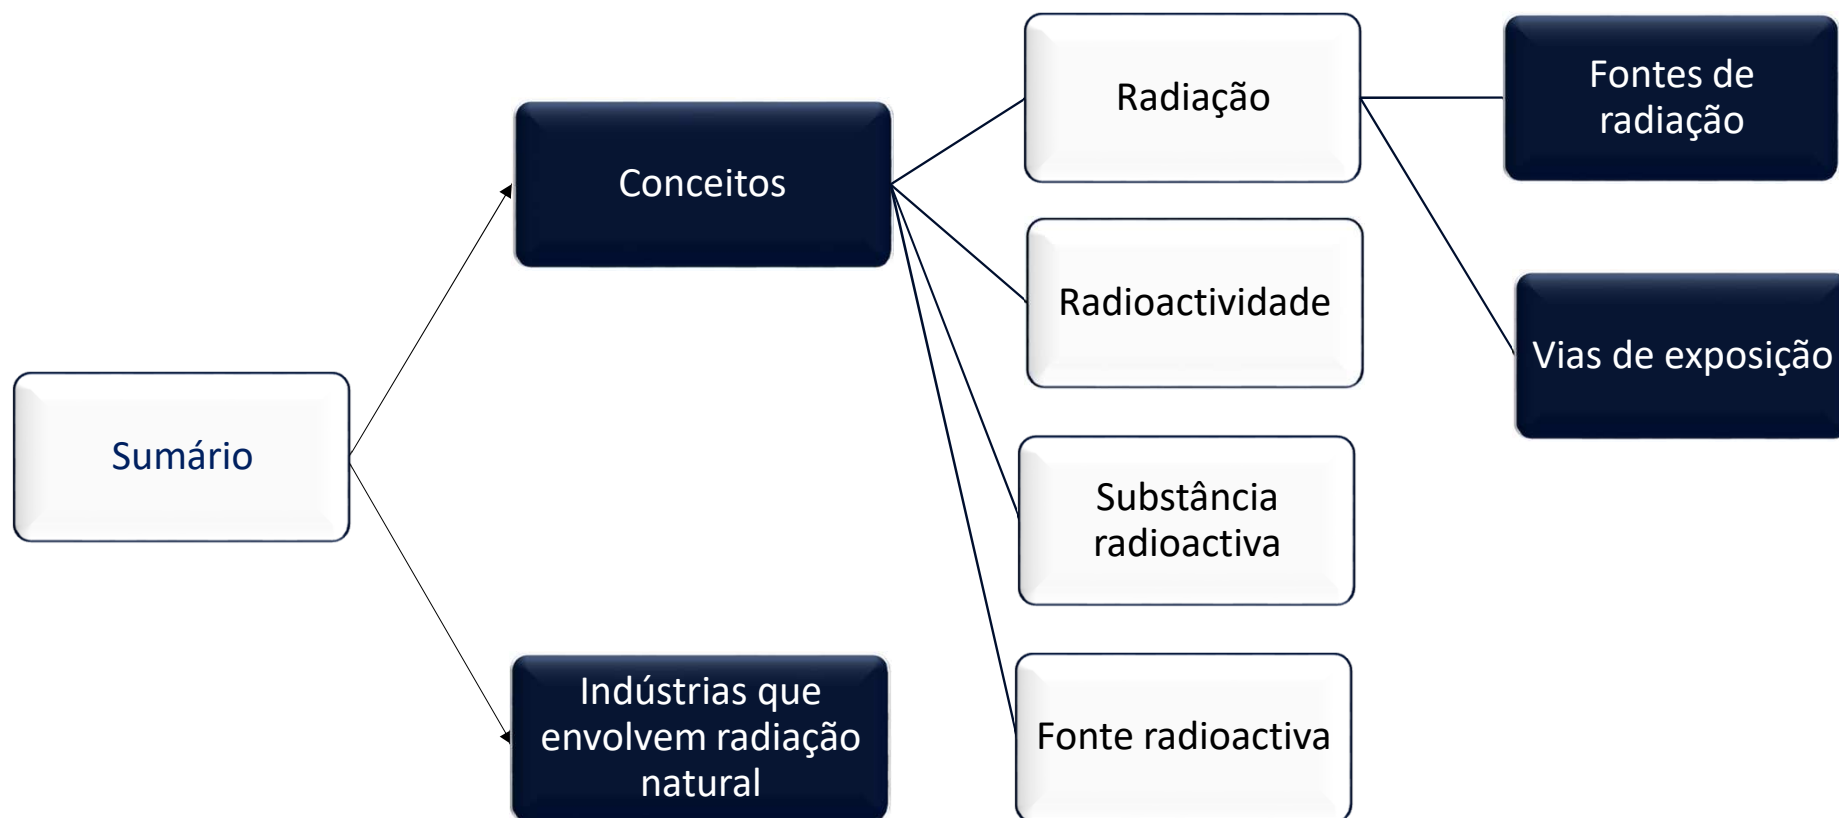 Sumário
Conceitos
Indústrias que
envolvem radiação
natural
Radiação
Radioactividade
Substância
radioactiva
Fonte radioactiva
Fontes de
radiação
Vias de exposição